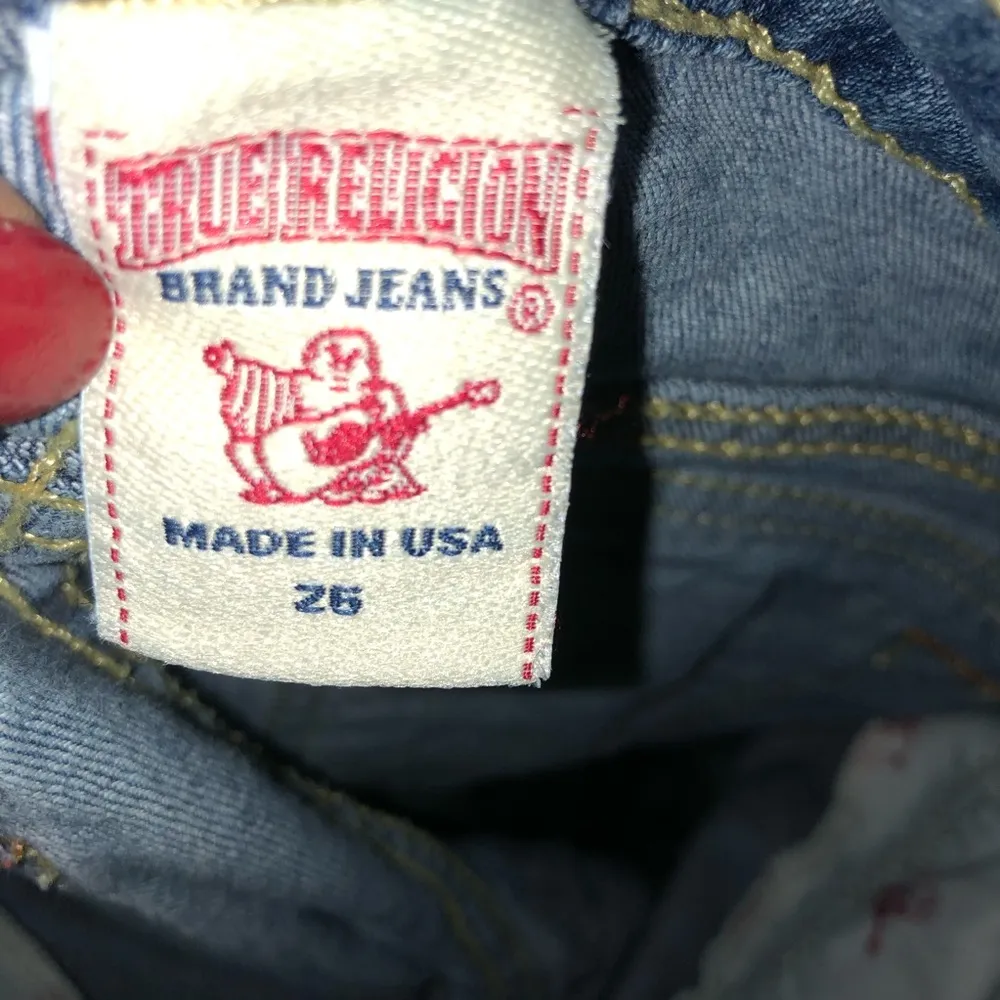 TRUE RELIGION
BRAND JEANS ®
MADE IN USA
26